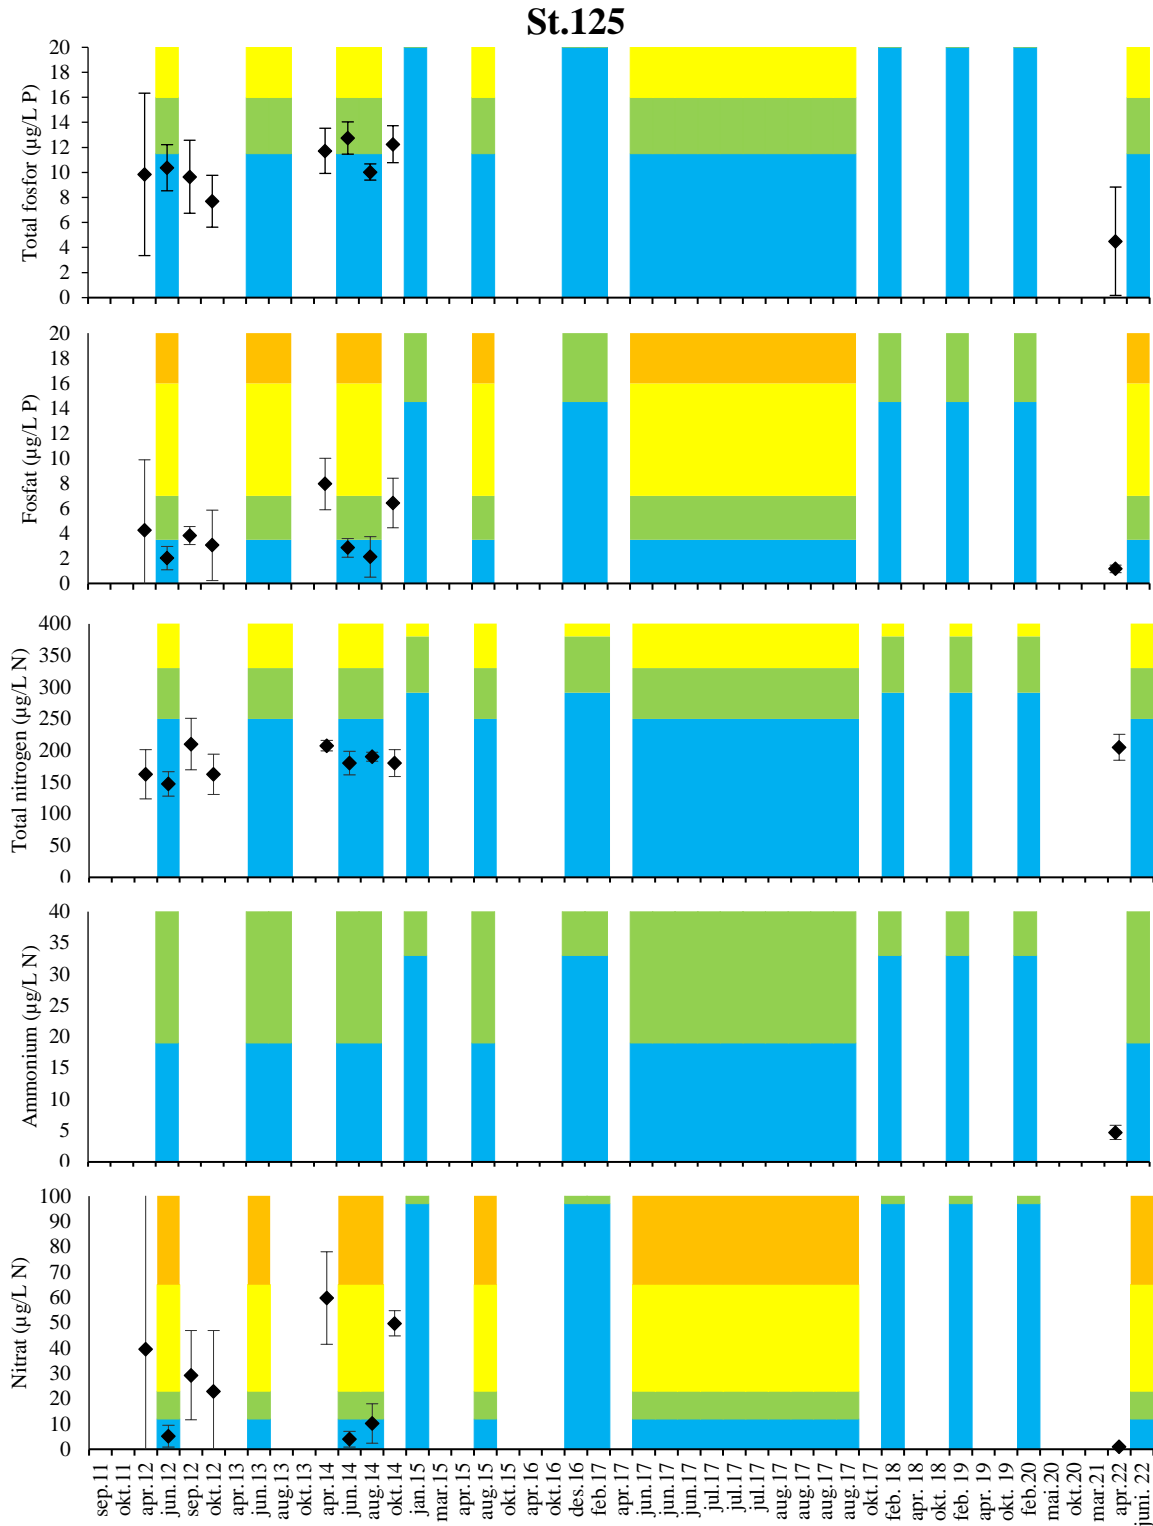 St.125
Total fosfor (µg/L P)
20
18
16
14
12
10
8
6
4
2
0
Fosfat (µg/L P)
20
18
16
14
12
10
8
6
4
2
0
Total nitrogen (µg/L N)
400
350
300
250
200
150
100
50
0
Ammonium (µg/L N)
40
35
30
25
20
15
10
5
0
Nitrat (µg/L N)
100
90
80
70
60
50
40
30
20
10
0
sep.11
okt.11
apr.12
jun.12
sep.12
okt.12
apr.13
jun.13
aug.13
okt.13
apr.14
jun.14
aug.14
okt.14
jan.15
mar.15
apr.15
aug.15
okt.15
apr.16
okt.16
des.16
feb.17
apr.17
jun.17
jun.17
jun.17
jul.17
jul.17
jul.17
aug.17
aug.17
aug.17
aug.17
okt.17
feb. 18
apr. 18
okt. 18
feb. 19
apr. 19
okt. 19
feb.20
mai.20
okt.20
mar.21
apr.22
juni. 22